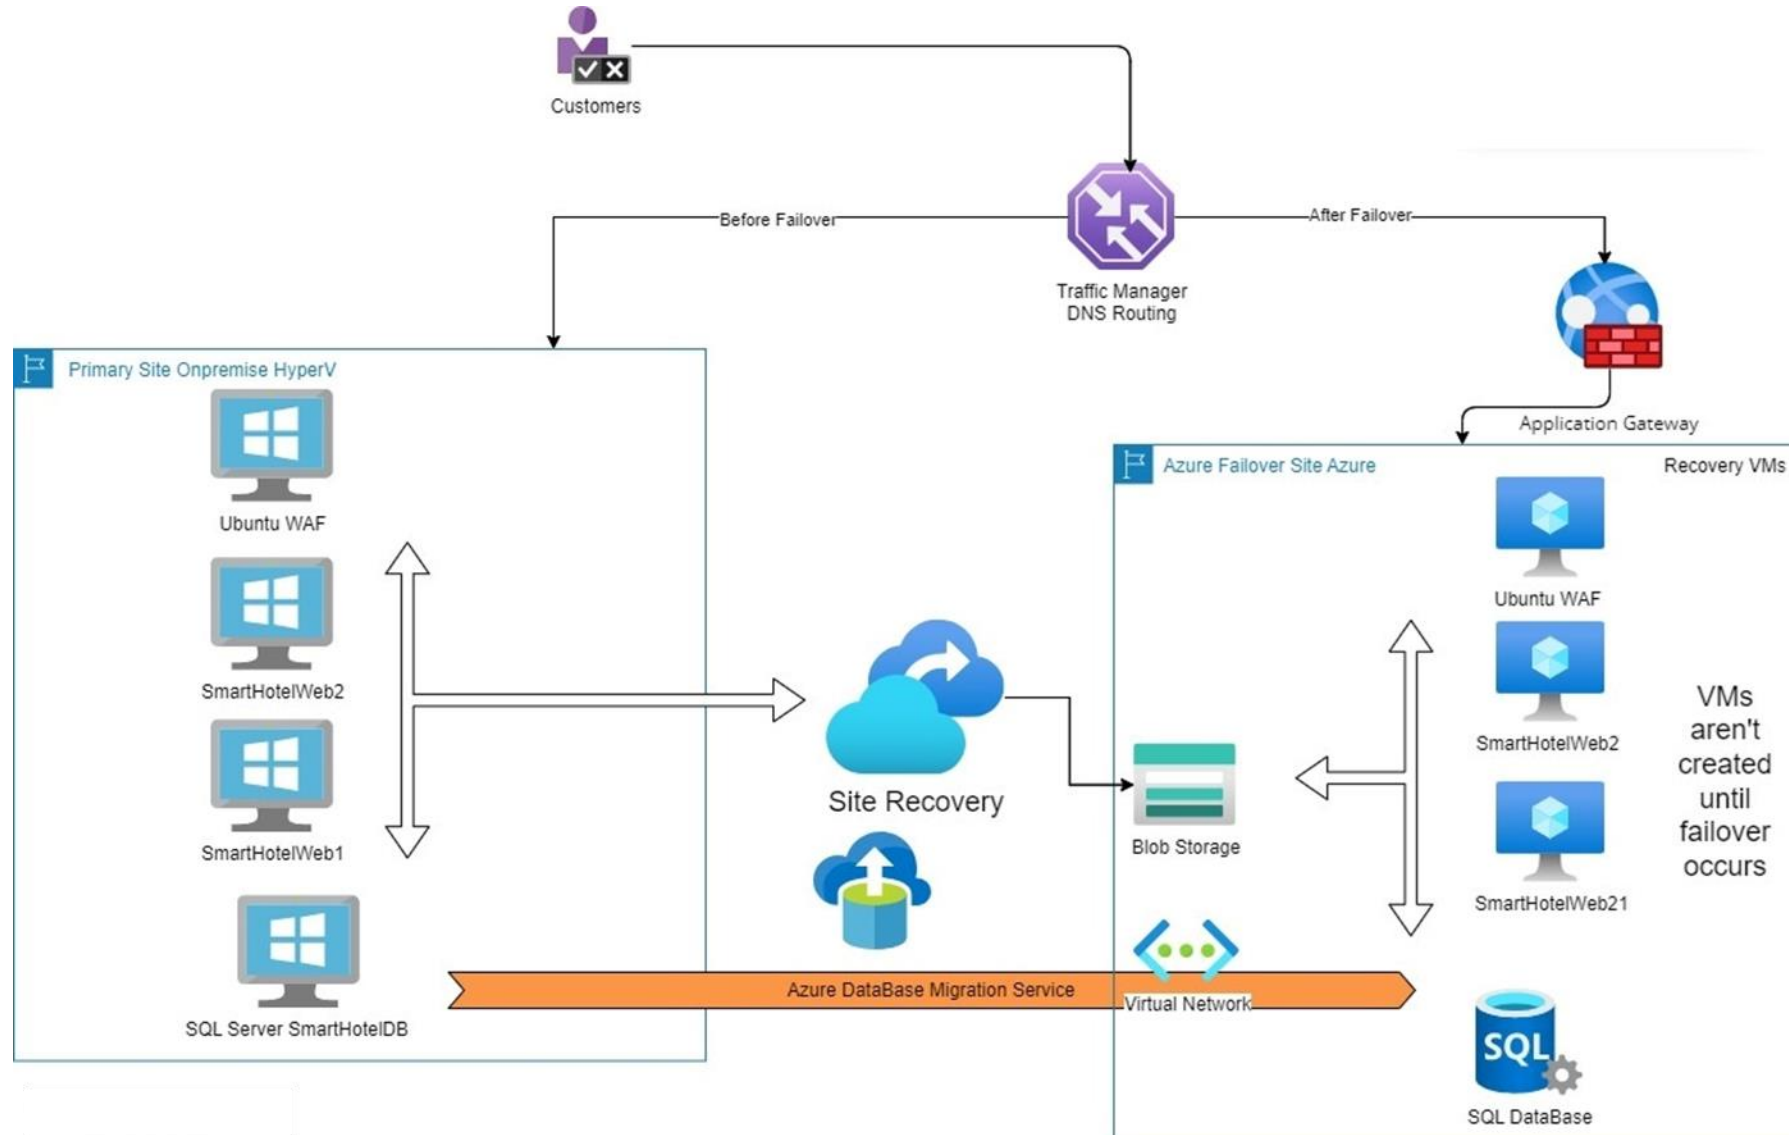 Customers
Before Failover
After Failover
Traffic Manager
DNS Routing
Application Gateway
Primary Site Onpremise HyperV
Ubuntu WAF
SmartHotelWeb2
SmartHotelWeb1
SQL Server SmartHotelDB
Site Recovery
Azure DataBase Migration Service
Azure Failover Site Azure
Recovery VMs
Ubuntu WAF
SmartHotelWeb2
SmartHotelWeb21
VMs
aren't
created
until
failover
occurs
Blob Storage
Virtual Network
SQL
SQL DataBase